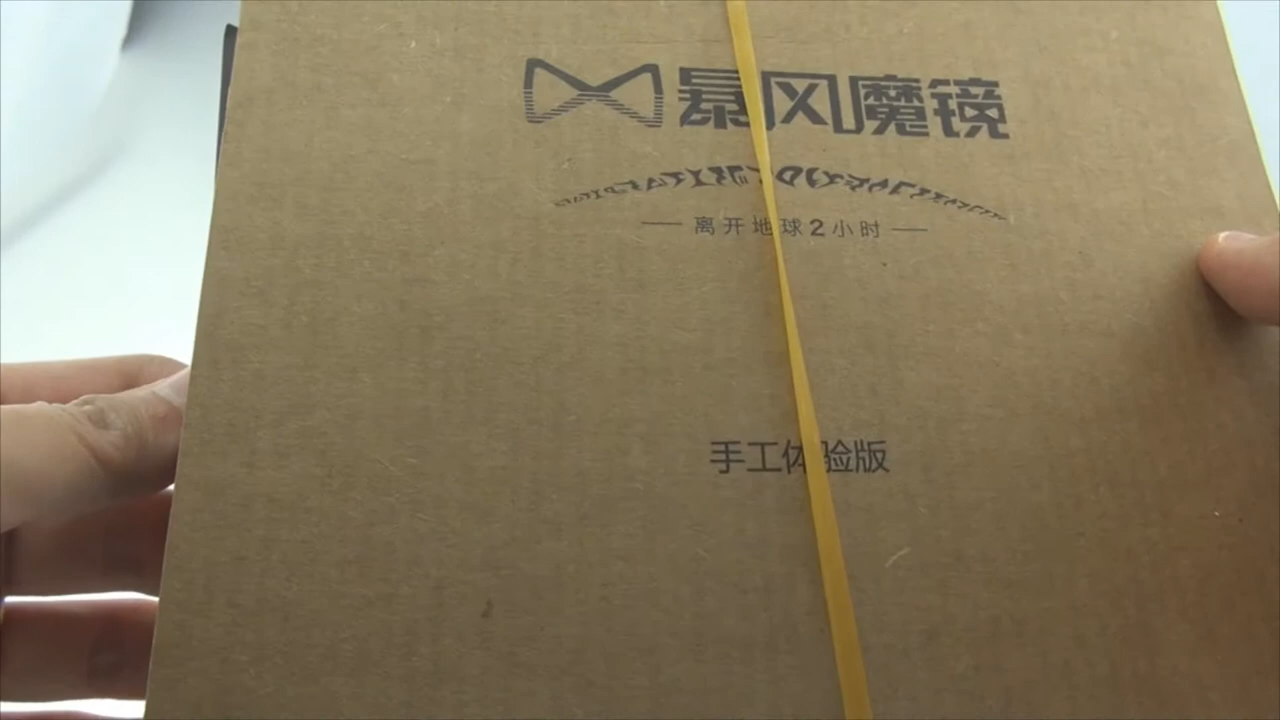 暴风魔镜
离开地球2小时
手工体验版